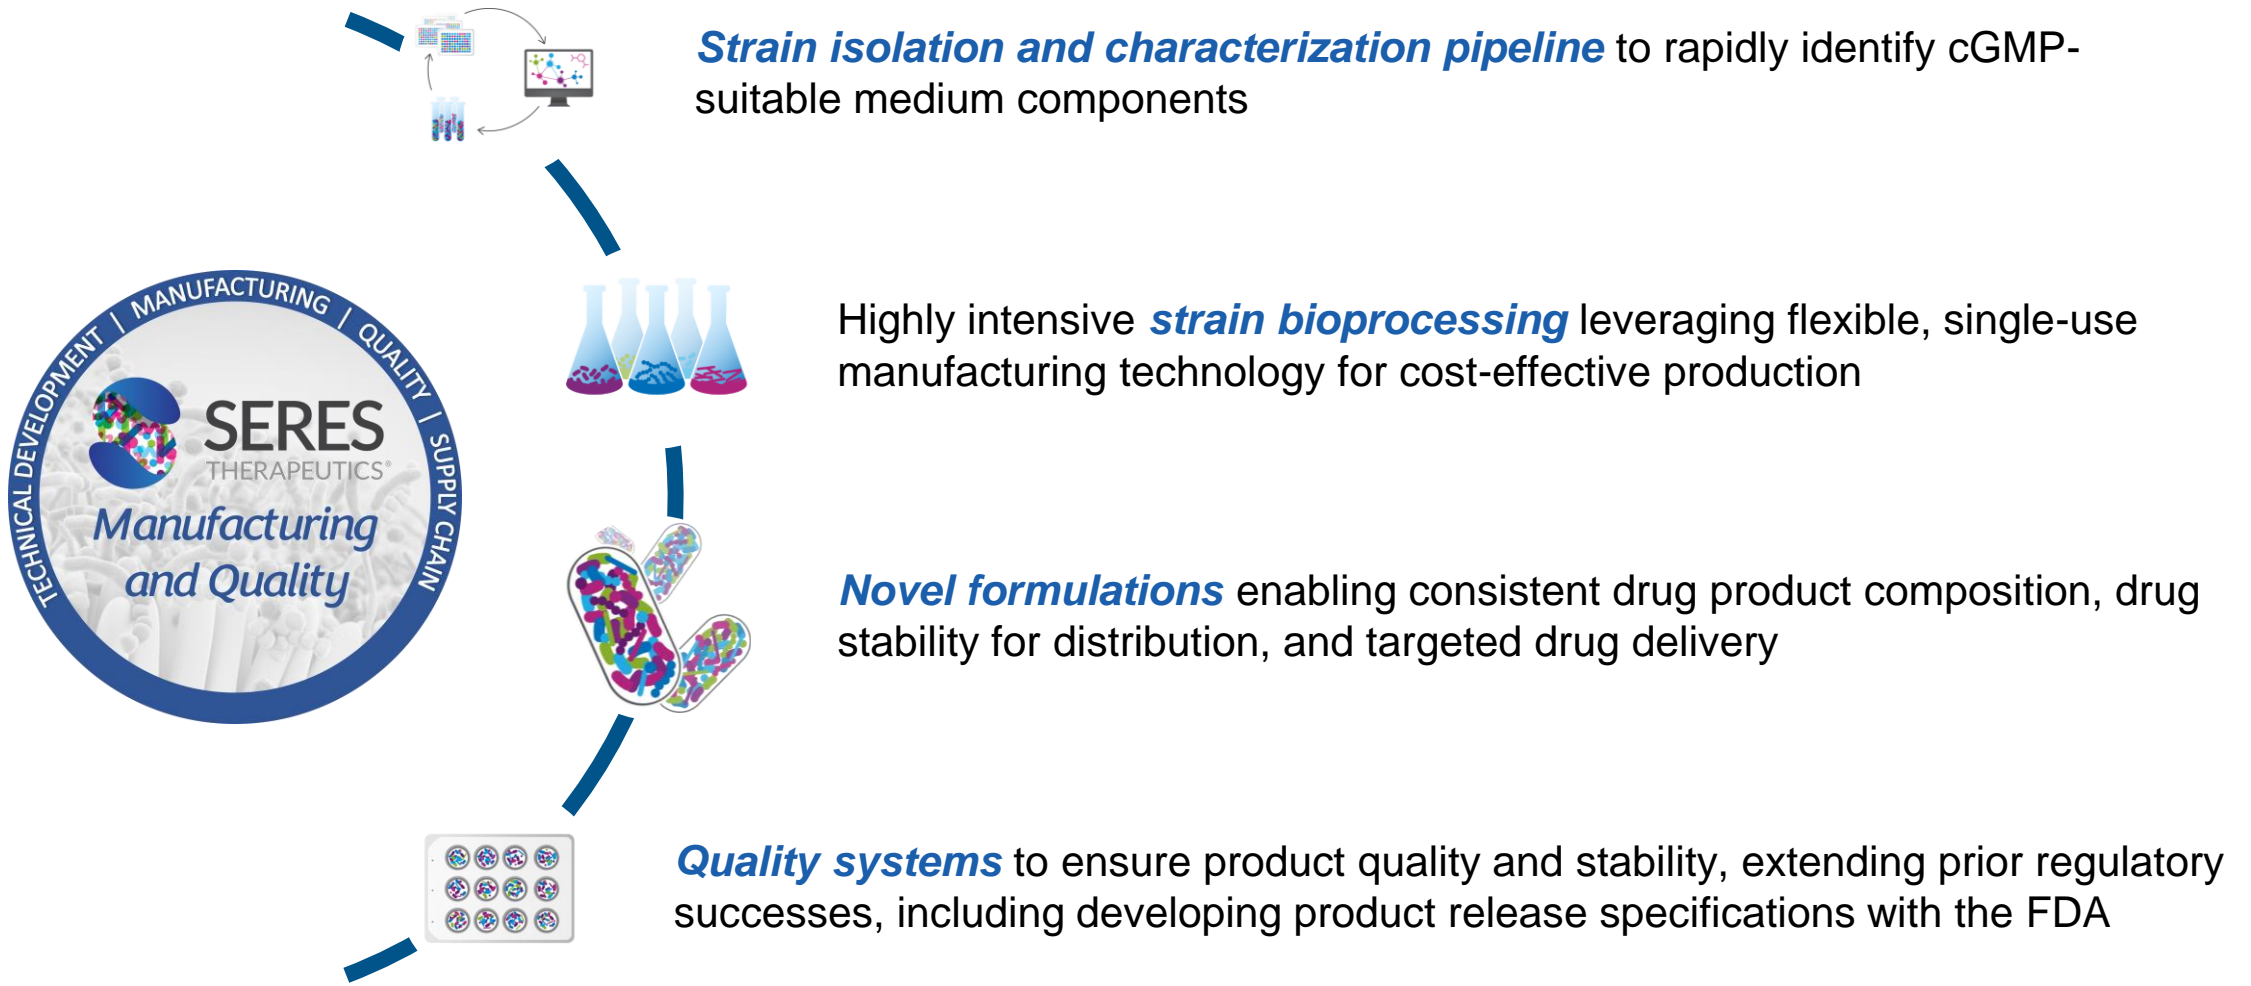 Strain isolation and characterization pipeline to rapidly identify cGMP-
suitable medium components
TECHNICAL DEVELOPMENT | MANUFACTURING | QUALITY | SUPPLY CHAIN
SERES
THERAPEUTICS®
Manufacturing
and Quality
Highly intensive strain bioprocessing leveraging flexible, single-use
manufacturing technology for cost-effective production
Novel formulations enabling consistent drug product composition, drug
stability for distribution, and targeted drug delivery
Quality systems to ensure product quality and stability, extending prior regulatory
successes, including developing product release specifications with the FDA